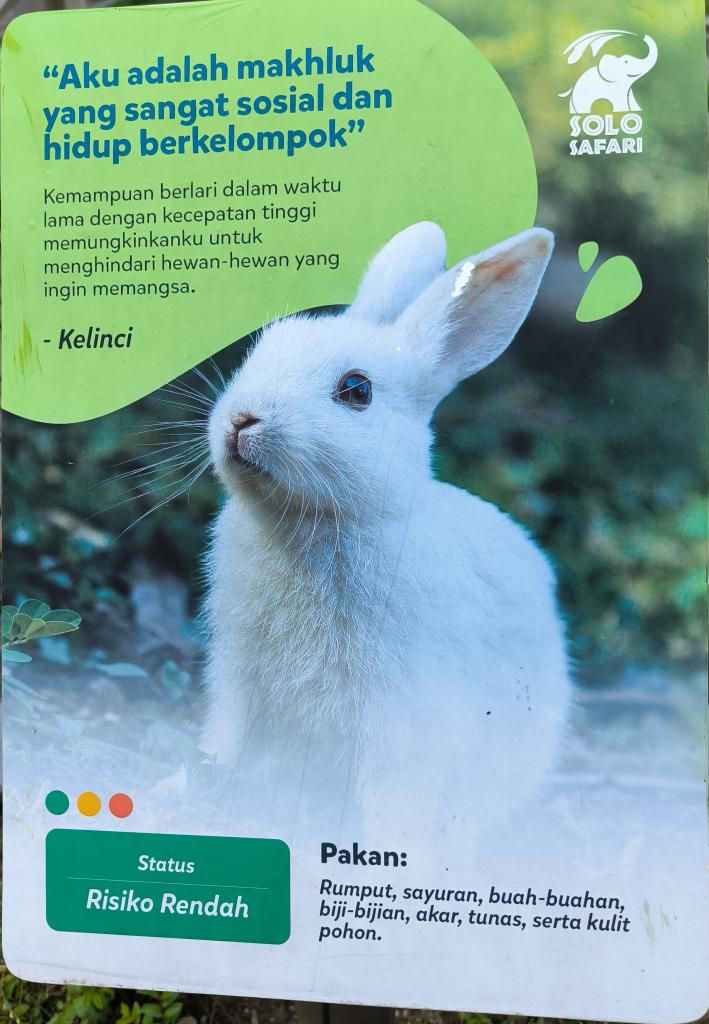 “Aku adalah makhluk
yang sangat sosial dan
hidup berkelompok”
Kemampuan berlari dalam waktu
lama dengan kecepatan tinggi
memungkinkanku untuk
menghindari hewan-hewan yang
ingin memangsa.
- Kelinci
SOLO
SAFARI
Status
Risiko Rendah
Pakan:
Rumput, sayuran, buah-buahan,
biji-bijian, akar, tunas, serta kulit
pohon.